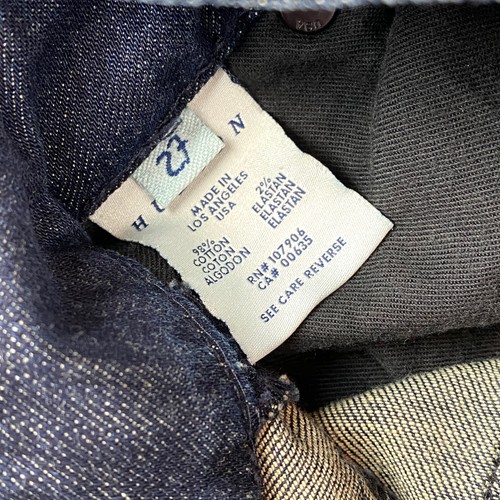 27
H
N
MADE IN
LOS ANGELES
USA
98% 
COTTON
COTON
ALGODON
2%
ELASTAN
ELASTAN
ELASTAN
RN# 107906
CA# 00635
SEE CARE REVERSE